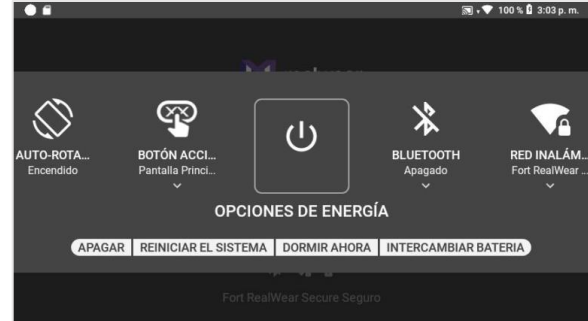 100 % 3:03 p. m.
AUTO-ROTA...
Encendido
BOTÓN ACCI...
Pantalla Princi...
BLUETOOTH
Apagado
RED INALÁM...
Fort RealWear ...
OPCIONES DE ENERGÍA
APAGAR REINICIAR EL SISTEMA DORMIR AHORA INTERCAMBIAR BATERIA
Fort RealWear Secure Seguro